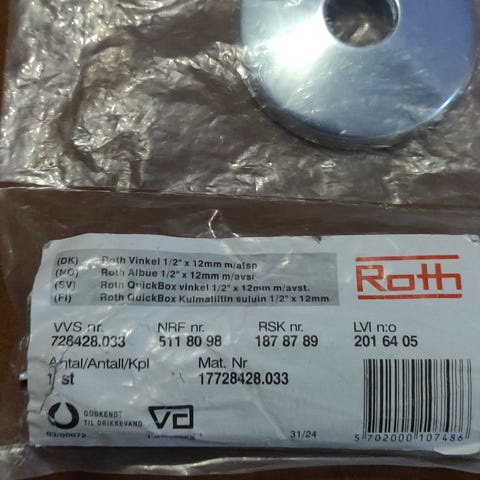 (DK) Roth Vinkel 1/2" x 12mm m/afsp
(NO) Roth Albue 1/2" x 12mm m/avst
(SV) Roth QuickBox vinkel 1/2" x 12mm m/avst.
(FI) Roth QuickBox Kulmaliitin suluin 1/2" x 12mm
Roth
VVS nr. NRF nr. RSK nr. LVI n:o
728428.033 511 80 98 187 87 89 201 64 05
Antal/Antall/Kpl Mat. Nr
st 17728428.033
GODKENDT
TIL DRIKKEVAND
va
31/24
5 702000 107486